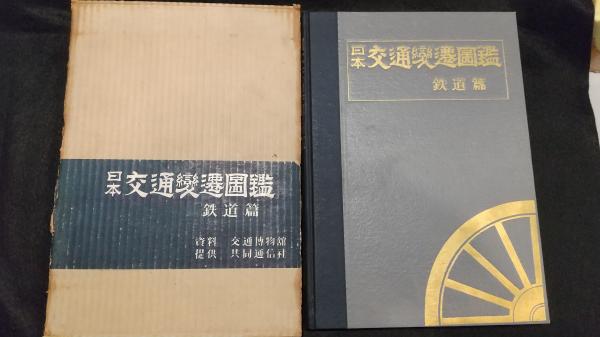 日本 交通變遷圖鑑
鉄道篇
資料 交通博物舘
提供 共同通信社
日本 交通變遷圖鑑
鉄道篇